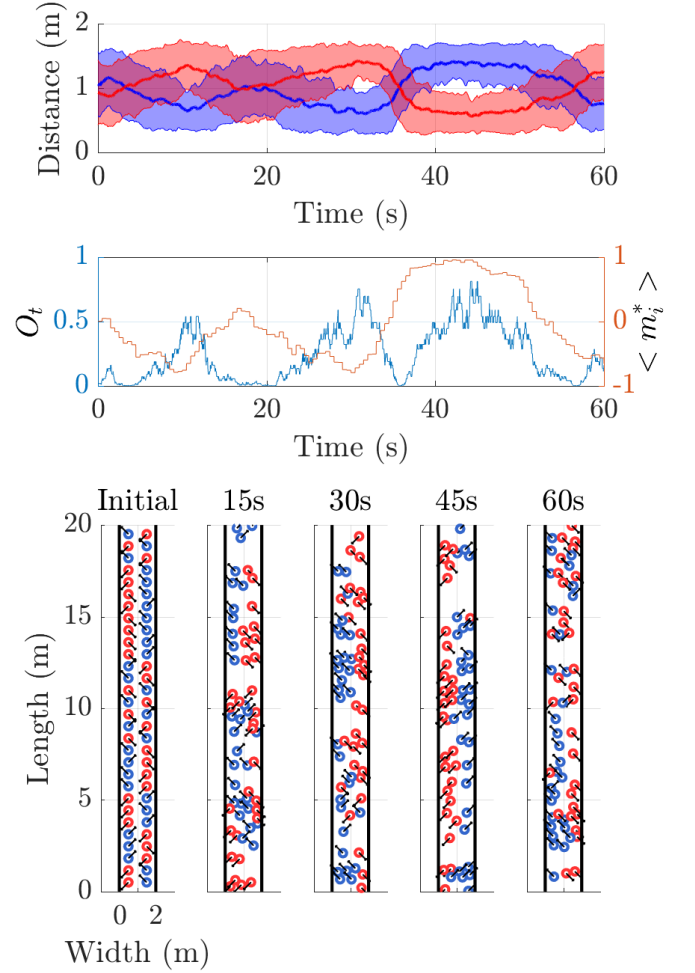 2
1
0
Distance (m)
0 20 40 60
Time (s)
1 1
0.5 0
0 -1
O_t
< m_i^* >
0 20 40 60
Time (s)
Initial 15s 30s 45s 60s
20
15
10
5
0
Length (m)
0 2
Width (m)